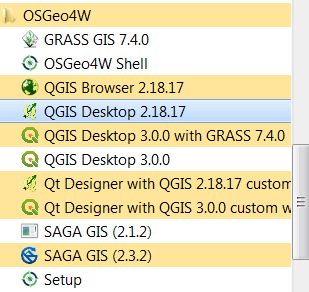 OSGeo4W
GRASS GIS 7.4.0
OSGeo4W Shell
QGIS Browser 2.18.17
QGIS Desktop 2.18.17
QGIS Desktop 3.0.0 with GRASS 7.4.0
QGIS Desktop 3.0.0
Qt Designer with QGIS 2.18.17 custom
Qt Designer with QGIS 3.0.0 custom w
SAGA GIS (2.1.2)
SAGA GIS (2.3.2)
Setup